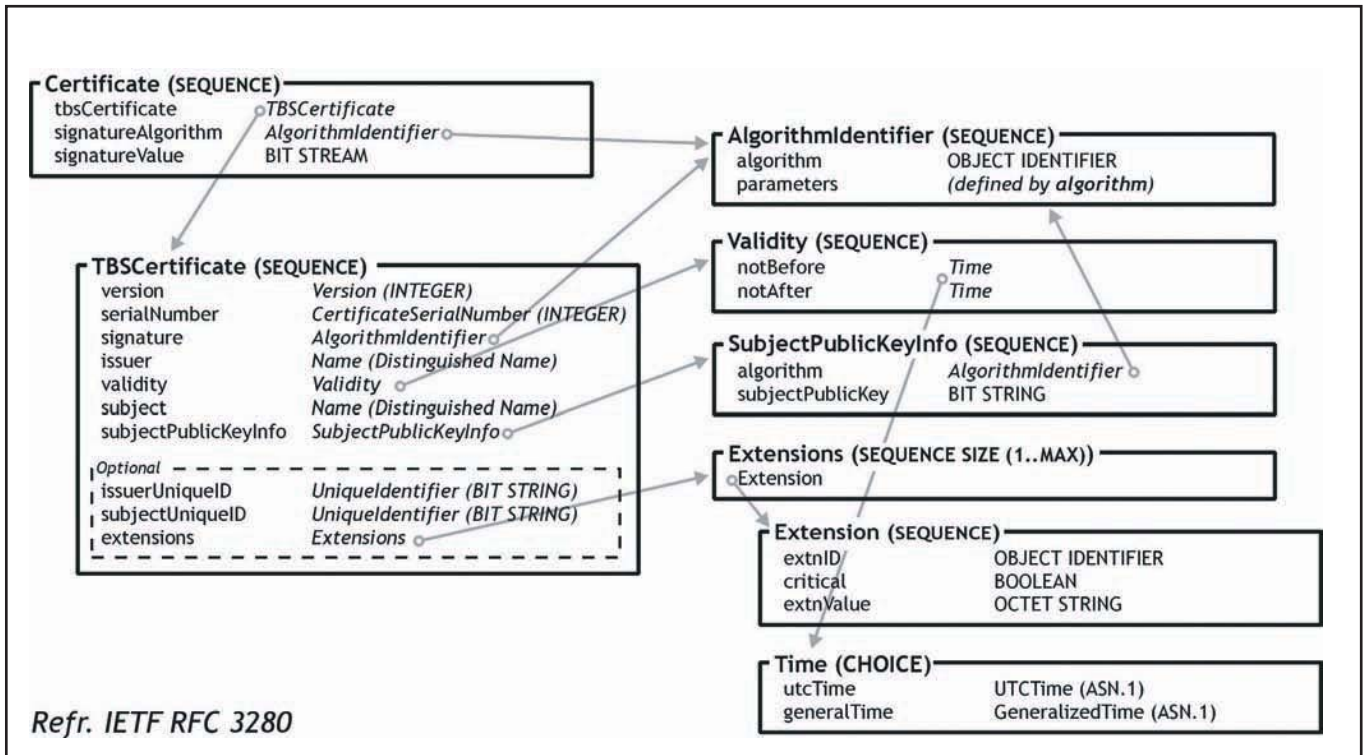 Certificate (SEQUENCE)
tbsCertificate TBSCertificate
signatureAlgorithm AlgorithmIdentifier
signatureValue BIT STREAM
TBSCertificate (SEQUENCE)
version Version (INTEGER)
serialNumber CertificateSerialNumber (INTEGER)
signature AlgorithmIdentifier
issuer Name (Distinguished Name)
validity Validity
subject Name (Distinguished Name)
subjectPublicKeyInfo SubjectPublicKeyInfo
Optional
issuerUniqueID UniqueIdentifier (BIT STRING)
subjectUniqueID UniqueIdentifier (BIT STRING)
extensions Extensions
AlgorithmIdentifier (SEQUENCE)
algorithm OBJECT IDENTIFIER
parameters (defined by algorithm)
Validity (SEQUENCE)
notBefore Time
notAfter Time
SubjectPublicKeyInfo (SEQUENCE)
algorithm AlgorithmIdentifier
subjectPublicKey BIT STRING
Extensions (SEQUENCE SIZE (1..MAX))
Extension
Extension (SEQUENCE)
extnID OBJECT IDENTIFIER
critical BOOLEAN
extnValue OCTET STRING
Time (CHOICE)
utcTime UTCTime (ASN.1)
generalTime GeneralizedTime (ASN.1)
Refr. IETF RFC 3280